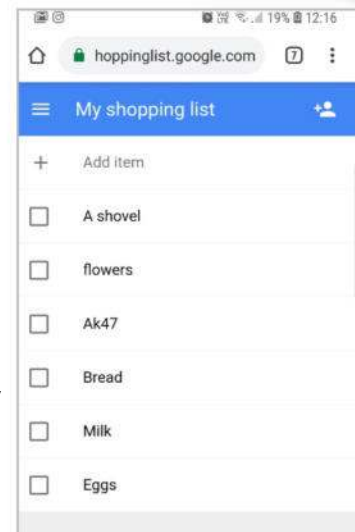 19% 12:16
hoppinglist.google.com 7
My shopping list
Add item
A shovel
flowers
Ak47
Bread
Milk
Eggs